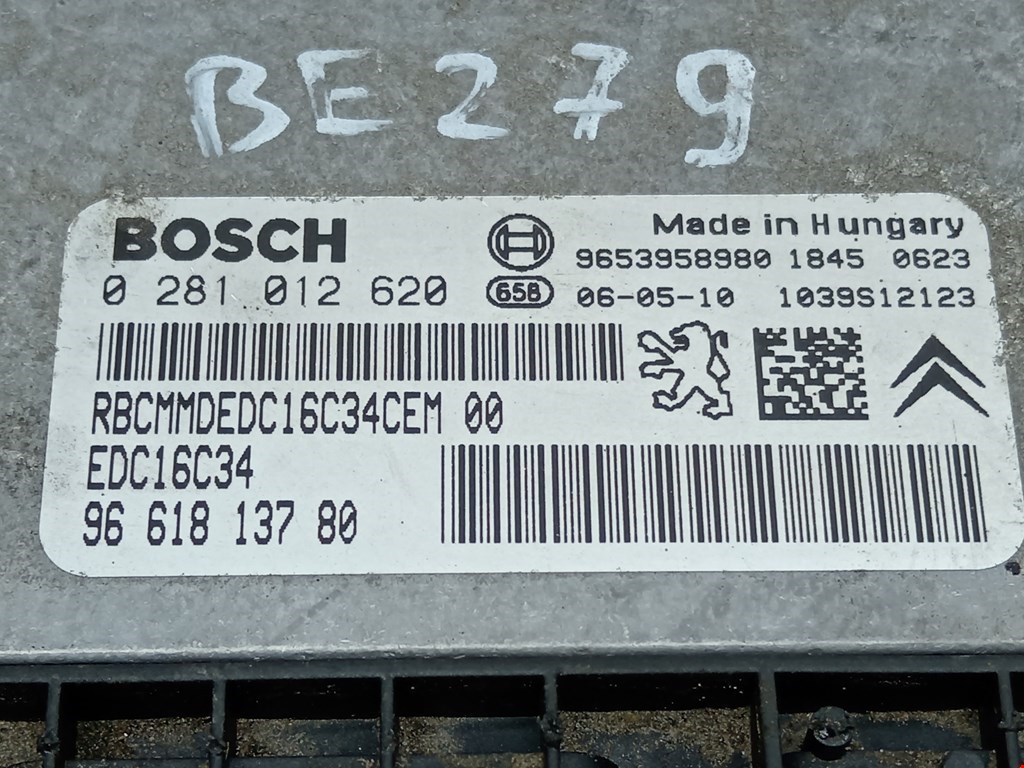 BE279
BOSCH
0 281 012 620
658
Made in Hungary
9653958980 1845 0623
06-05-10 1039S12123
RBCMMDEDC16C34CEM 00
EDC16C34
96 618 137 80